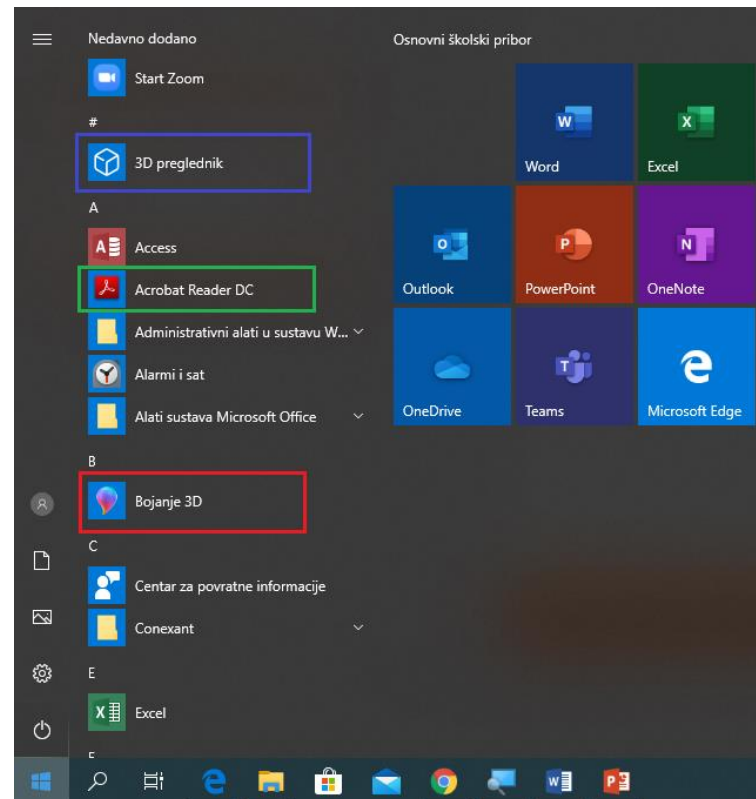 Nedavno dodano
Start Zoom
#
3D preglednik
A
Access
Acrobat Reader DC
Administrativni alati u sustavu W...
Alarmi i sat
Alati sustava Microsoft Office
B
Bojanje 3D
C
Centar za povratne informacije
Conexant
E
Excel
Osnovni školski pribor
Word
Excel
Outlook
PowerPoint
OneNote
OneDrive
Teams
Microsoft Edge